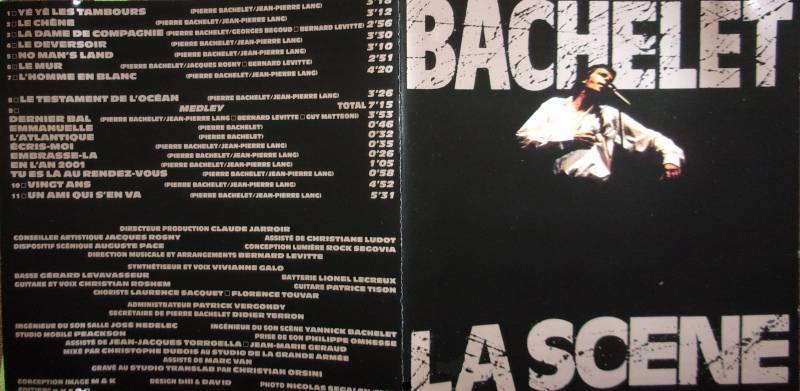 1 □ YÉ YÉ LES TAMBOURS (PIERRE BACHELET/JEAN-PIERRE LANG) 3'18
2 □ LE CHÊNE (PIERRE BACHELET/JEAN-PIERRE LANG) 3'12
3 □ LA DAME DE COMPAGNIE (PIERRE BACHELET/GEORGES BEGOUD □ BERNARD LEVITTE) 2'56
4 □ LE DEVERSOIR (PIERRE BACHELET/JEAN-PIERRE LANG) 3'30
5 □ NO MAN'S LAND (PIERRE BACHELET/JEAN-PIERRE LANG) 3'10
6 □ LE MUR (PIERRE BACHELET/JACQUES ROSNY □ BERNARD LEVITTE) 2'51
7 □ L'HOMME EN BLANC (PIERRE BACHELET/JEAN-PIERRE LANG) 4'20
8 □ LE TESTAMENT DE L'OCÉAN (PIERRE BACHELET/JEAN-PIERRE LANG) 3'26
9 □ MEDLEY TOTAL 7'15
DERNIER BAL (PIERRE BACHELET/JEAN-PIERRE LANG □ BERNARD LEVITTE □ GUY MATTEONI) 3'53
EMMANUELLE (PIERRE BACHELET) 0'46
L'ATLANTIQUE (PIERRE BACHELET) 0'32
ÉCRIS-MOI (PIERRE BACHELET/JEAN-PIERRE LANG) 0'35
EMBRASSE-LA (PIERRE BACHELET/JEAN-PIERRE LANG) 0'26
EN L'AN 2001 (PIERRE BACHELET/JEAN-PIERRE LANG) 1'05
TU ES LÀ AU RENDEZ-VOUS (PIERRE BACHELET/JEAN-PIERRE LANG) 0'58
10 □ VINGT ANS (PIERRE BACHELET/JEAN-PIERRE LANG) 4'52
11 □ UN AMI QUI S'EN VA (PIERRE BACHELET/JEAN-PIERRE LANG) 5'31
DIRECTEUR PRODUCTION CLAUDE JARROIR
CONSEILLER ARTISTIQUE JACQUES ROSNY ASSISTÉ DE CHRISTIANE LUDOT
DISPOSITIF SCÉNIQUE AUGUSTE PACE CONCEPTION LUMIÈRE ROCK SEGOVIA
DIRECTION MUSICALE ET ARRANGEMENTS BERNARD LEVITTE
SYNTHÉTISEUR ET VOIX VIVIANNE GALO
BASSE GÉRARD LEVAVASSEUR BATTERIE LIONEL LECREUX
GUITARE ET VOIX CHRISTIAN ROSHEM GUITARE PATRICE TISON
CHORISTE LAURENCE SACQUET □ FLORENCE TOUVAR
ADMINISTRATEUR PATRICK VERGONDY
SECRÉTAIRE DE PIERRE BACHELET DIDIER TERRON
INGÉNIEUR DU SON SALLE JOSÉ NEDELEC INGÉNIEUR DU SON SCÈNE YANNICK BACHELET
STUDIO MOBILE PEACKSON PRISE DE SON PHILIPPE OMNESSE
ASSISTÉ DE JEAN-JACQUES TORROELLA □ JEAN-MARIE GERAUD
MIXÉ PAR CHRISTOPHE DUBOIS AU STUDIO DE LA GRANDE ARMÉE
ASSISTÉ DE MARC VAN
GRAVÉ AU STUDIO TRANSLAB PAR CHRISTIAN ORSINI
CONCEPTION IMAGE M & K DESIGN bill & DAVID PHOTO NICOLAS SEGALEN
BACHELET
LA SCENE